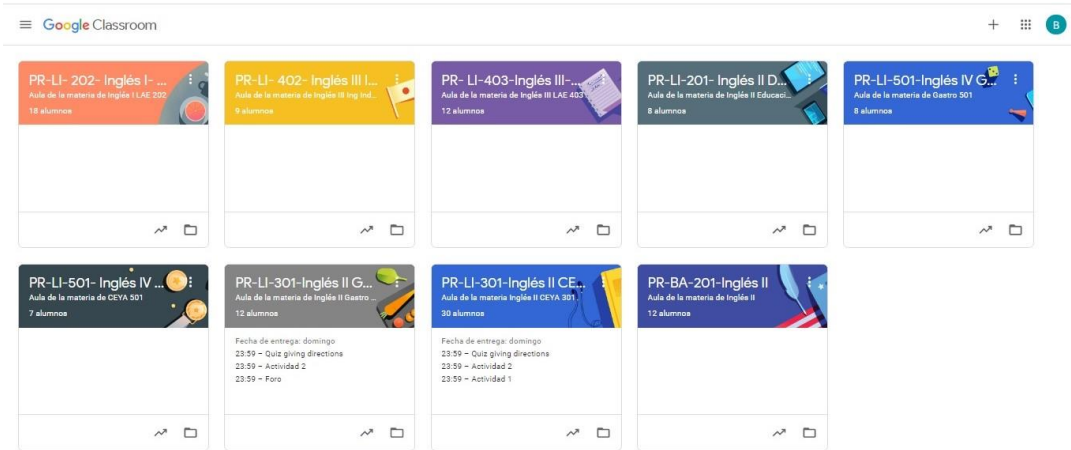 Google Classroom
B
PR-LI- 202- Inglés I- ...
Aula de la materia de Inglés I LAE 202
18 alumnos
PR-LI- 402- Inglés III I...
Aula de la materia de Inglés III Ing ind...
9 alumnos
PR- LI-403-Inglés III-...
Aula de la materia de Inglés III LAE 403
12 alumnos
PR-LI-201- Inglés II D...
Aula de la materia de Inglés II Educaci...
8 alumnos
PR-LI-501-Inglés IV G...
Aula de la materia de Gastro 501
8 alumnos
PR-LI-501- Inglés IV ...
Aula de la materia de CEYA 501
7 alumnos
PR-LI-301-Inglés II G...
Aula de la materia de Inglés II Gastro ...
12 alumnos
Fecha de entrega: domingo
23:59 – Quiz giving directions
23:59 – Actividad 2
23:59 – Foro
PR-LI-301-Inglés II CE...
Aula de la materia Inglés II CEYA 301
30 alumnos
Fecha de entrega: domingo
23:59 – Quiz giving directions
23:59 – Actividad 2
23:59 – Actividad 1
PR-BA-201-Inglés II
Aula de la materia de Inglés II
12 alumnos